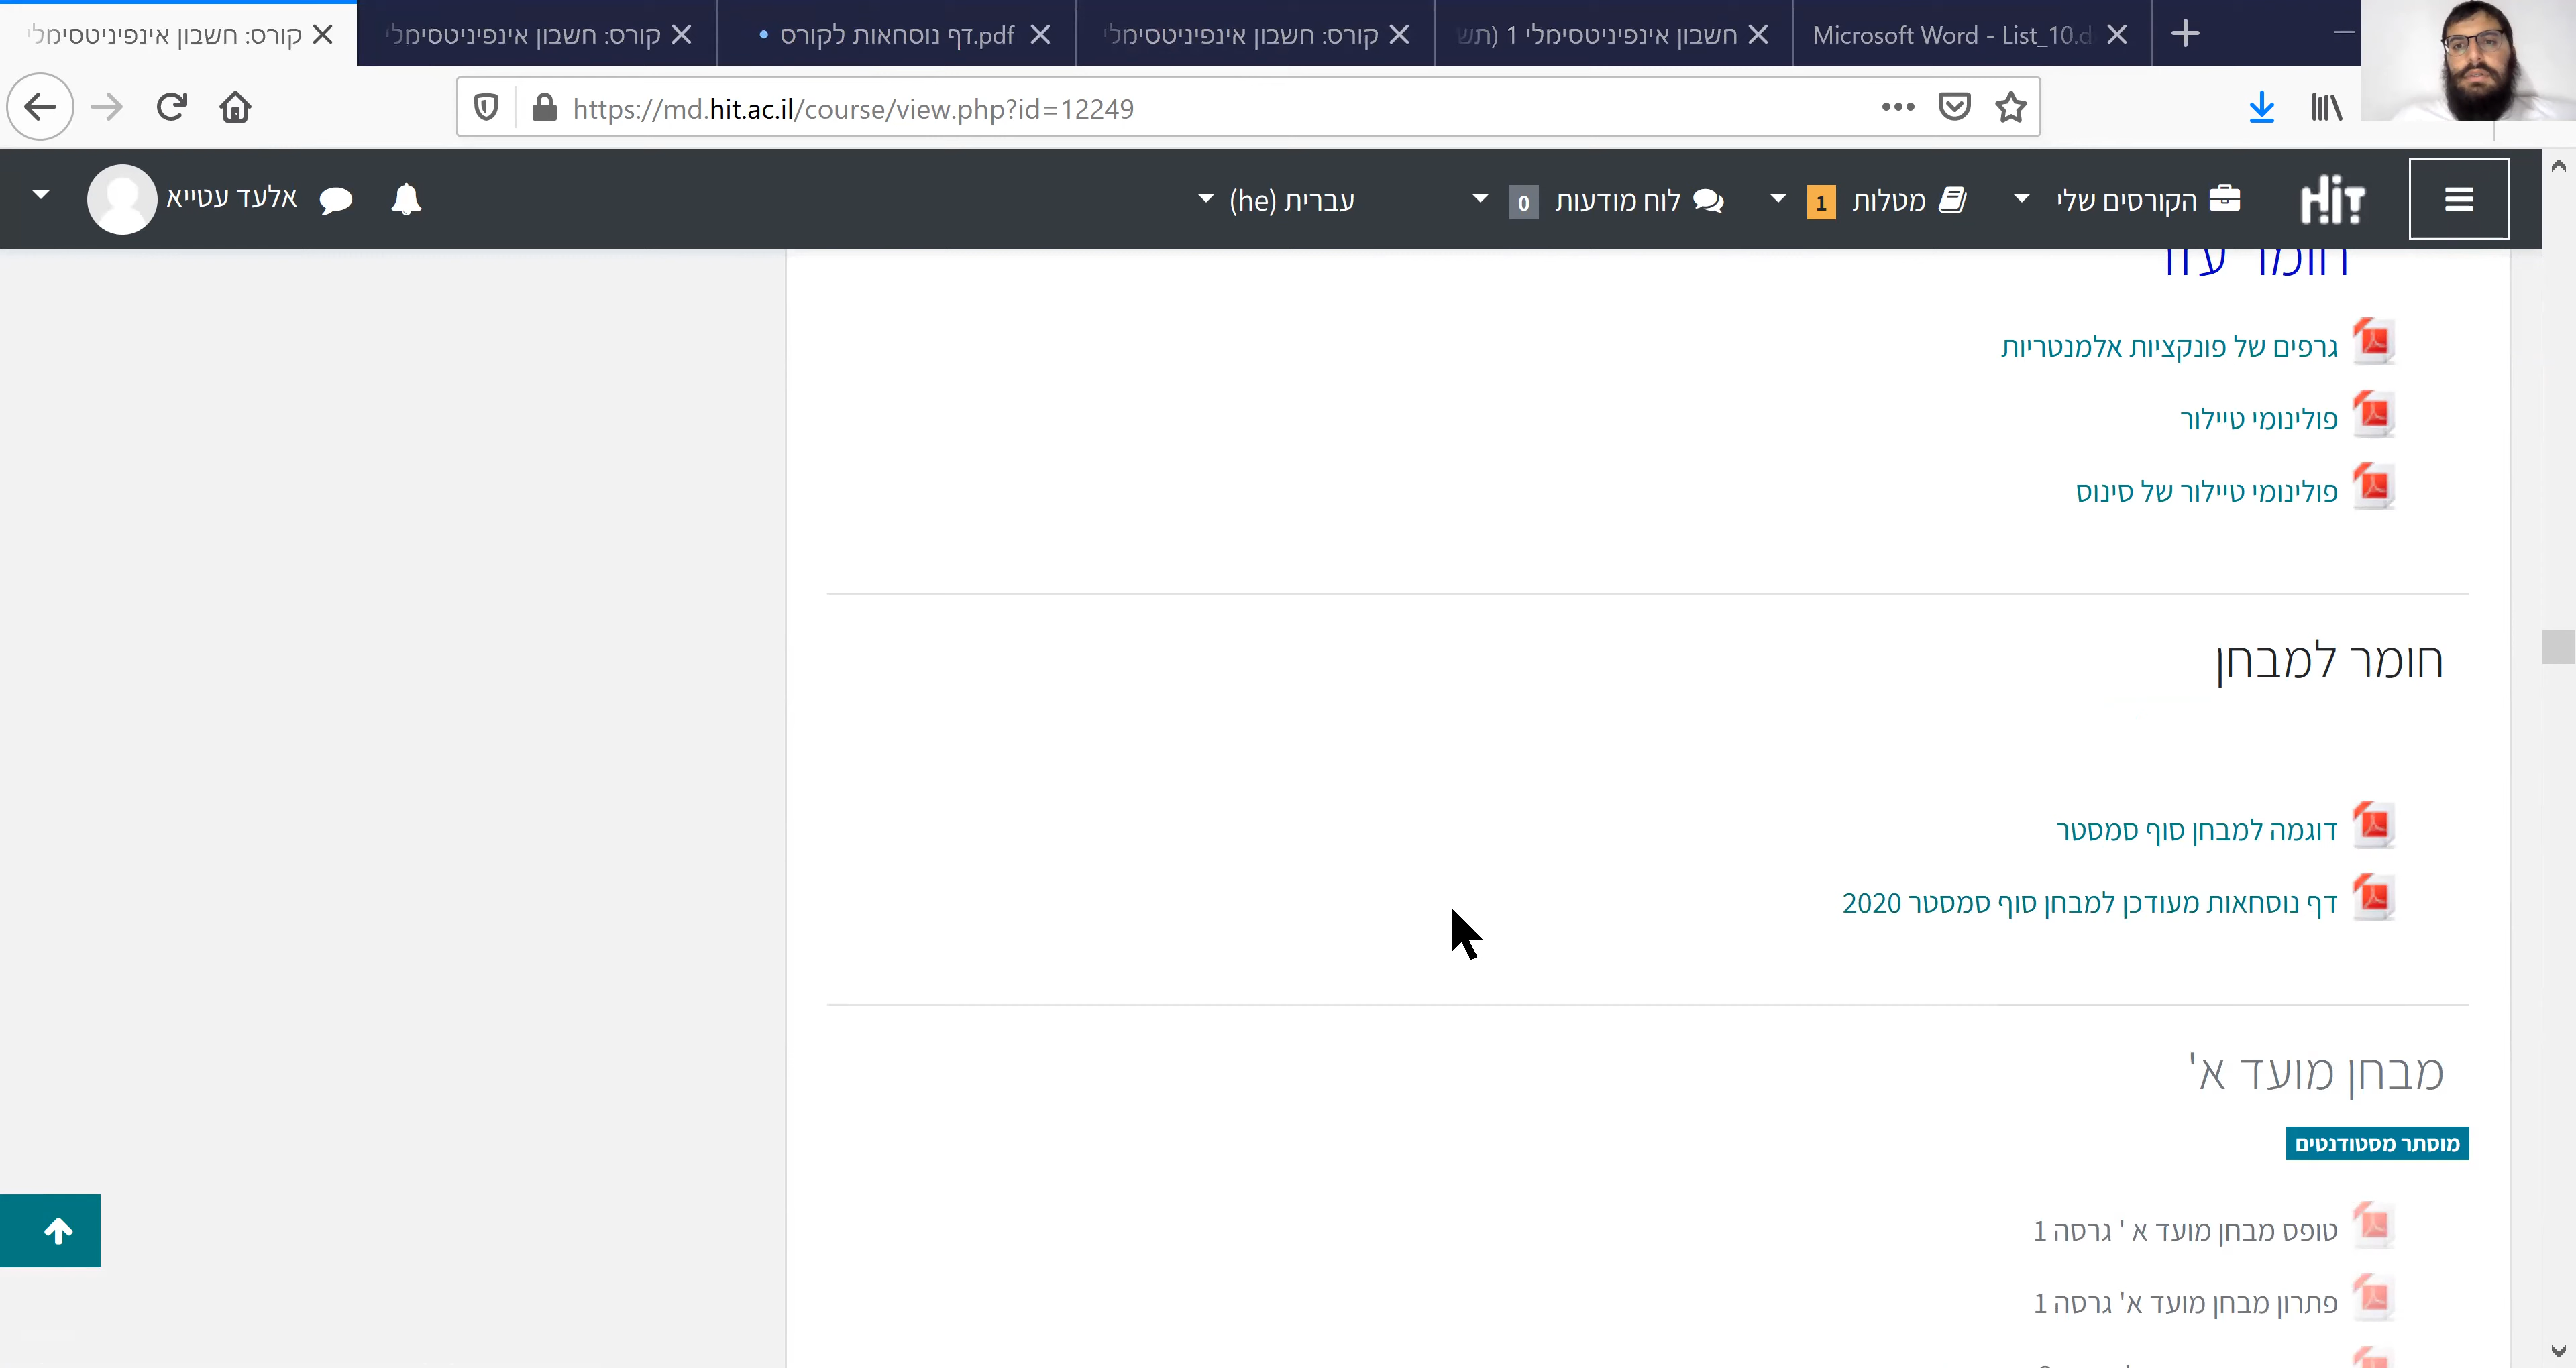 קורס: חשבון אינפיניטסימלי
קורס: חשבון אינפיניטסימלי
דף נוסחאות לקורס.pdf
קורס: חשבון אינפיניטסימלי
חשבון אינפיניטסימלי 1 (תש
Microsoft Word - List_10.d
https://md.hit.ac.il/course/view.php?id=12249
HiT
הקורסים שלי
מטלות 1
לוח מודעות 0
עברית (he)
אלעד עטייא
חומר עזר
גרפים של פונקציות אלמנטריות
פולינומי טיילור
פולינומי טיילור של סינוס
חומר למבחן
דוגמה למבחן סוף סמסטר
דף נוסחאות מעודכן למבחן סוף סמסטר 2020
מבחן מועד א'
מוסתר מסטודנטים
טופס מבחן מועד א ' גרסה 1
פתרון מבחן מועד א' גרסה 1